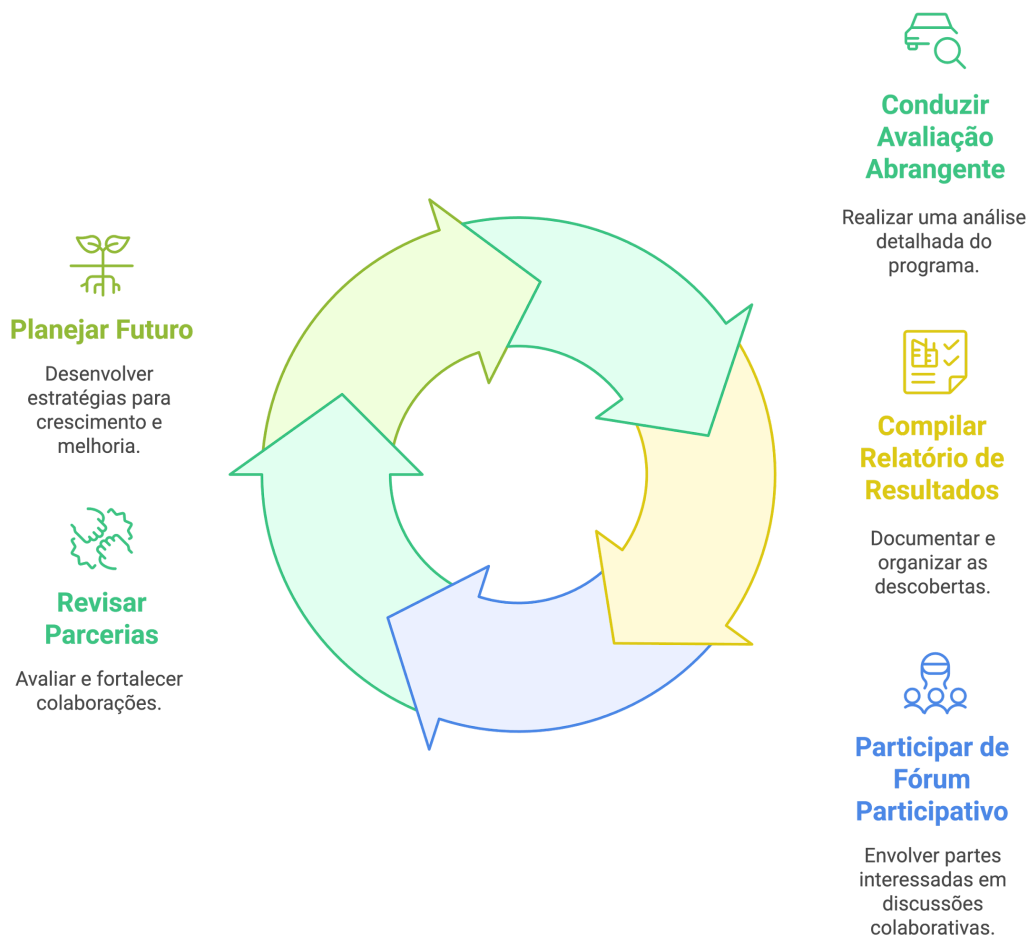 Conduzir
Avaliação
Abrangente
Realizar uma análise
detalhada do
programa.
Compilar
Relatório de
Resultados
Documentar e
organizar as
descobertas.
Participar de
Fórum
Participativo
Envolver partes
interessadas em
discussões
colaborativas.
Revisar
Parcerias
Avaliar e fortalecer
colaborações.
Planejar Futuro
Desenvolver
estratégias para
crescimento e
melhoria.